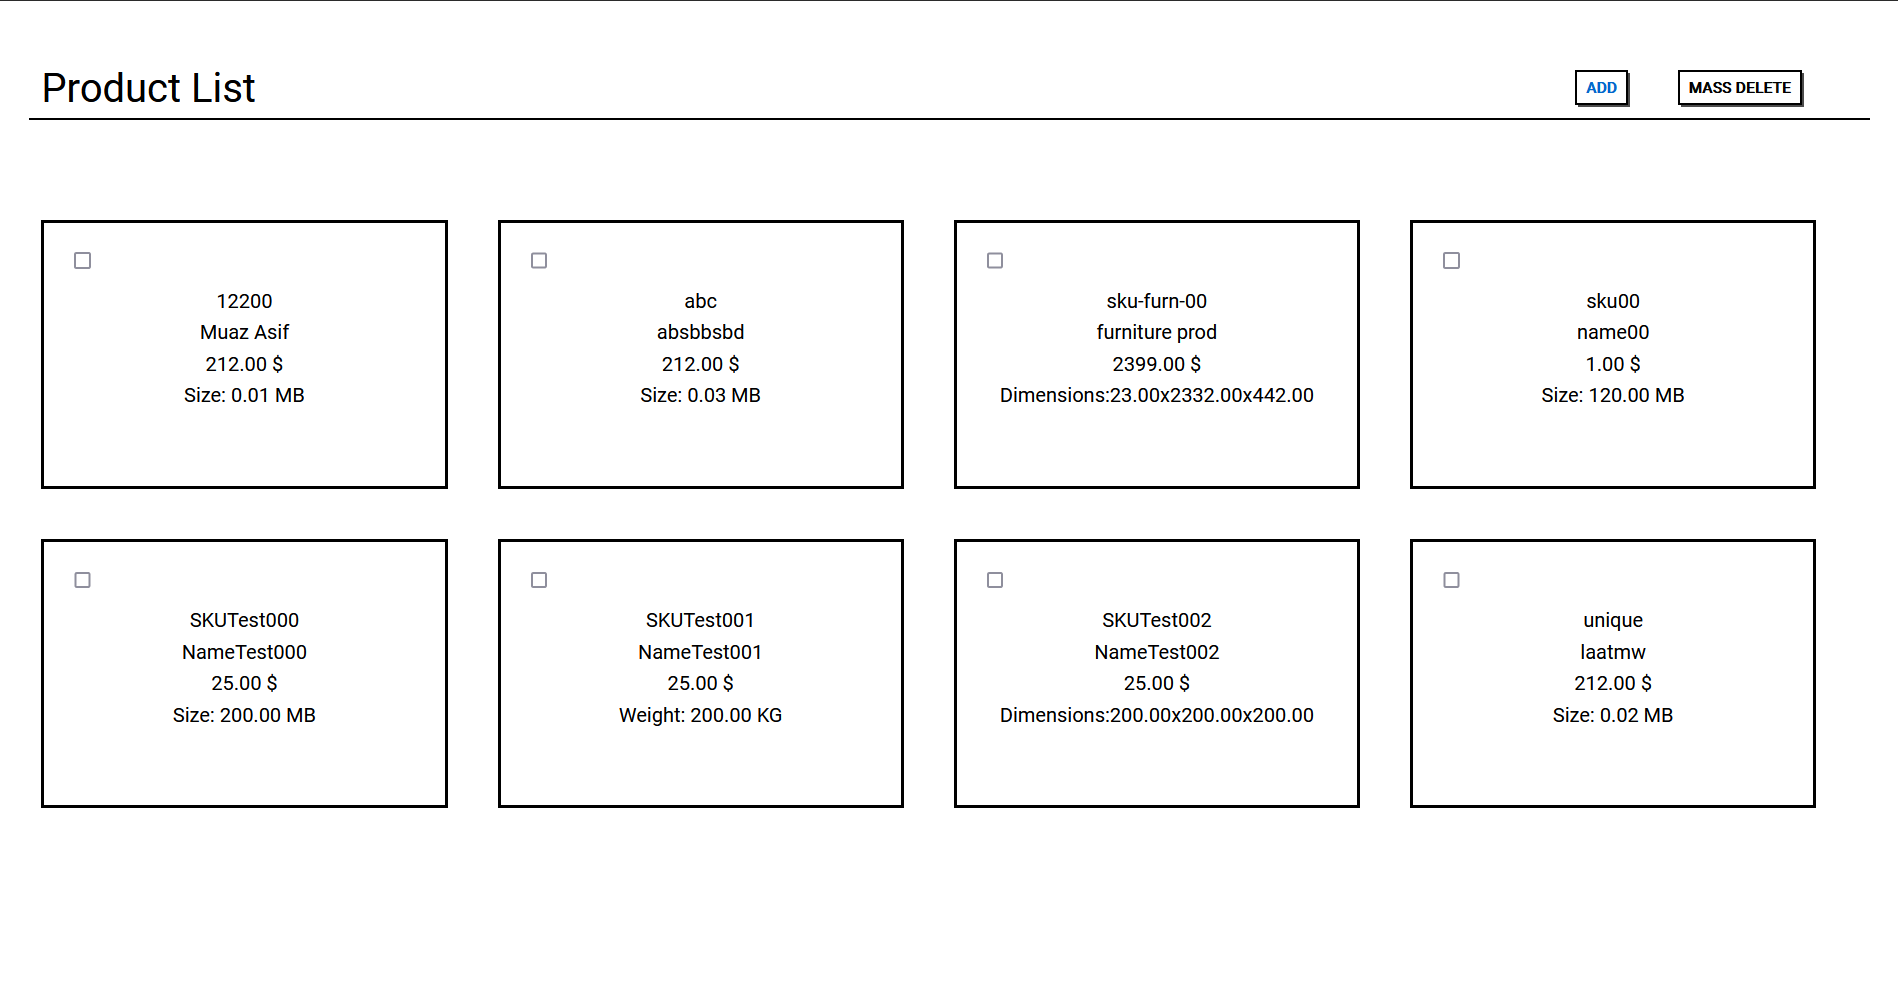 Product List
ADD
MASS DELETE
12200
Muaz Asif
212.00 $
Size: 0.01 MB
abc
absbbsbd
212.00 $
Size: 0.03 MB
sku-furn-00
furniture prod
2399.00 $
Dimensions:23.00x2332.00x442.00
sku00
name00
1.00 $
Size: 120.00 MB
SKUTest000
NameTest000
25.00 $
Size: 200.00 MB
SKUTest001
NameTest001
25.00 $
Weight: 200.00 KG
SKUTest002
NameTest002
25.00 $
Dimensions:200.00x200.00x200.00
unique
laatmw
212.00 $
Size: 0.02 MB